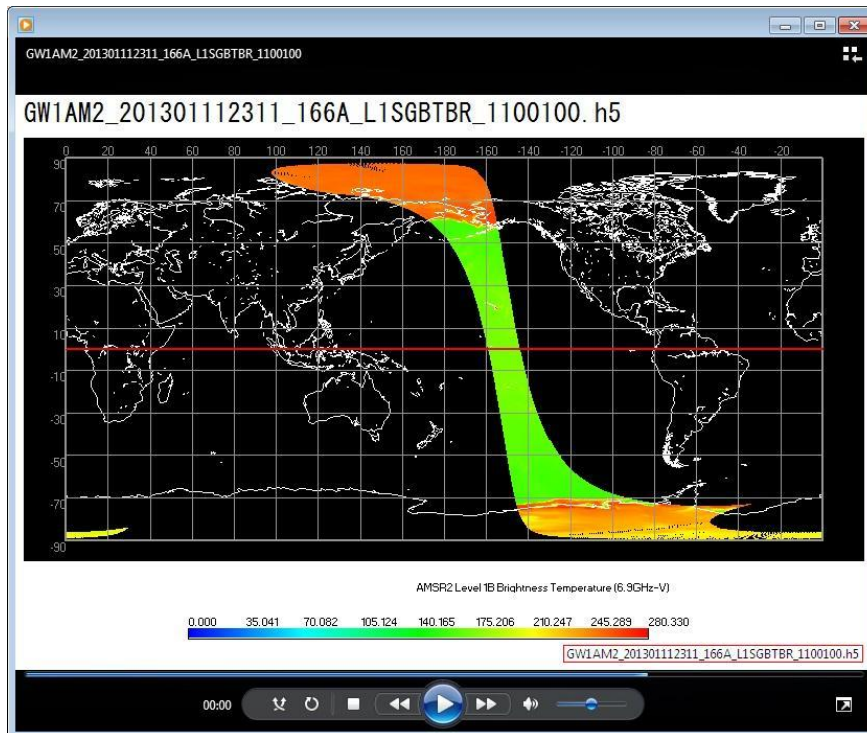 GW1AM2_201301112311_166A_L1SGBTBR_1100100
GW1AM2_201301112311_166A_L1SGBTBR_1100100.h5
0 20 40 60 80 100 120 140 160 180 -160 -140 -120 -100 -80 -60 -40 -20
90
70
50
30
10
-10
-30
-50
-70
-90
AMSR2 Level 1B Brightness Temperature (6.9GHz-V)
0.000 35.041 70.082 105.124 140.165 175.206 210.247 245.289 280.330
GW1AM2_201301112311_166A_L1SGBTBR_1100100.h5
00:00